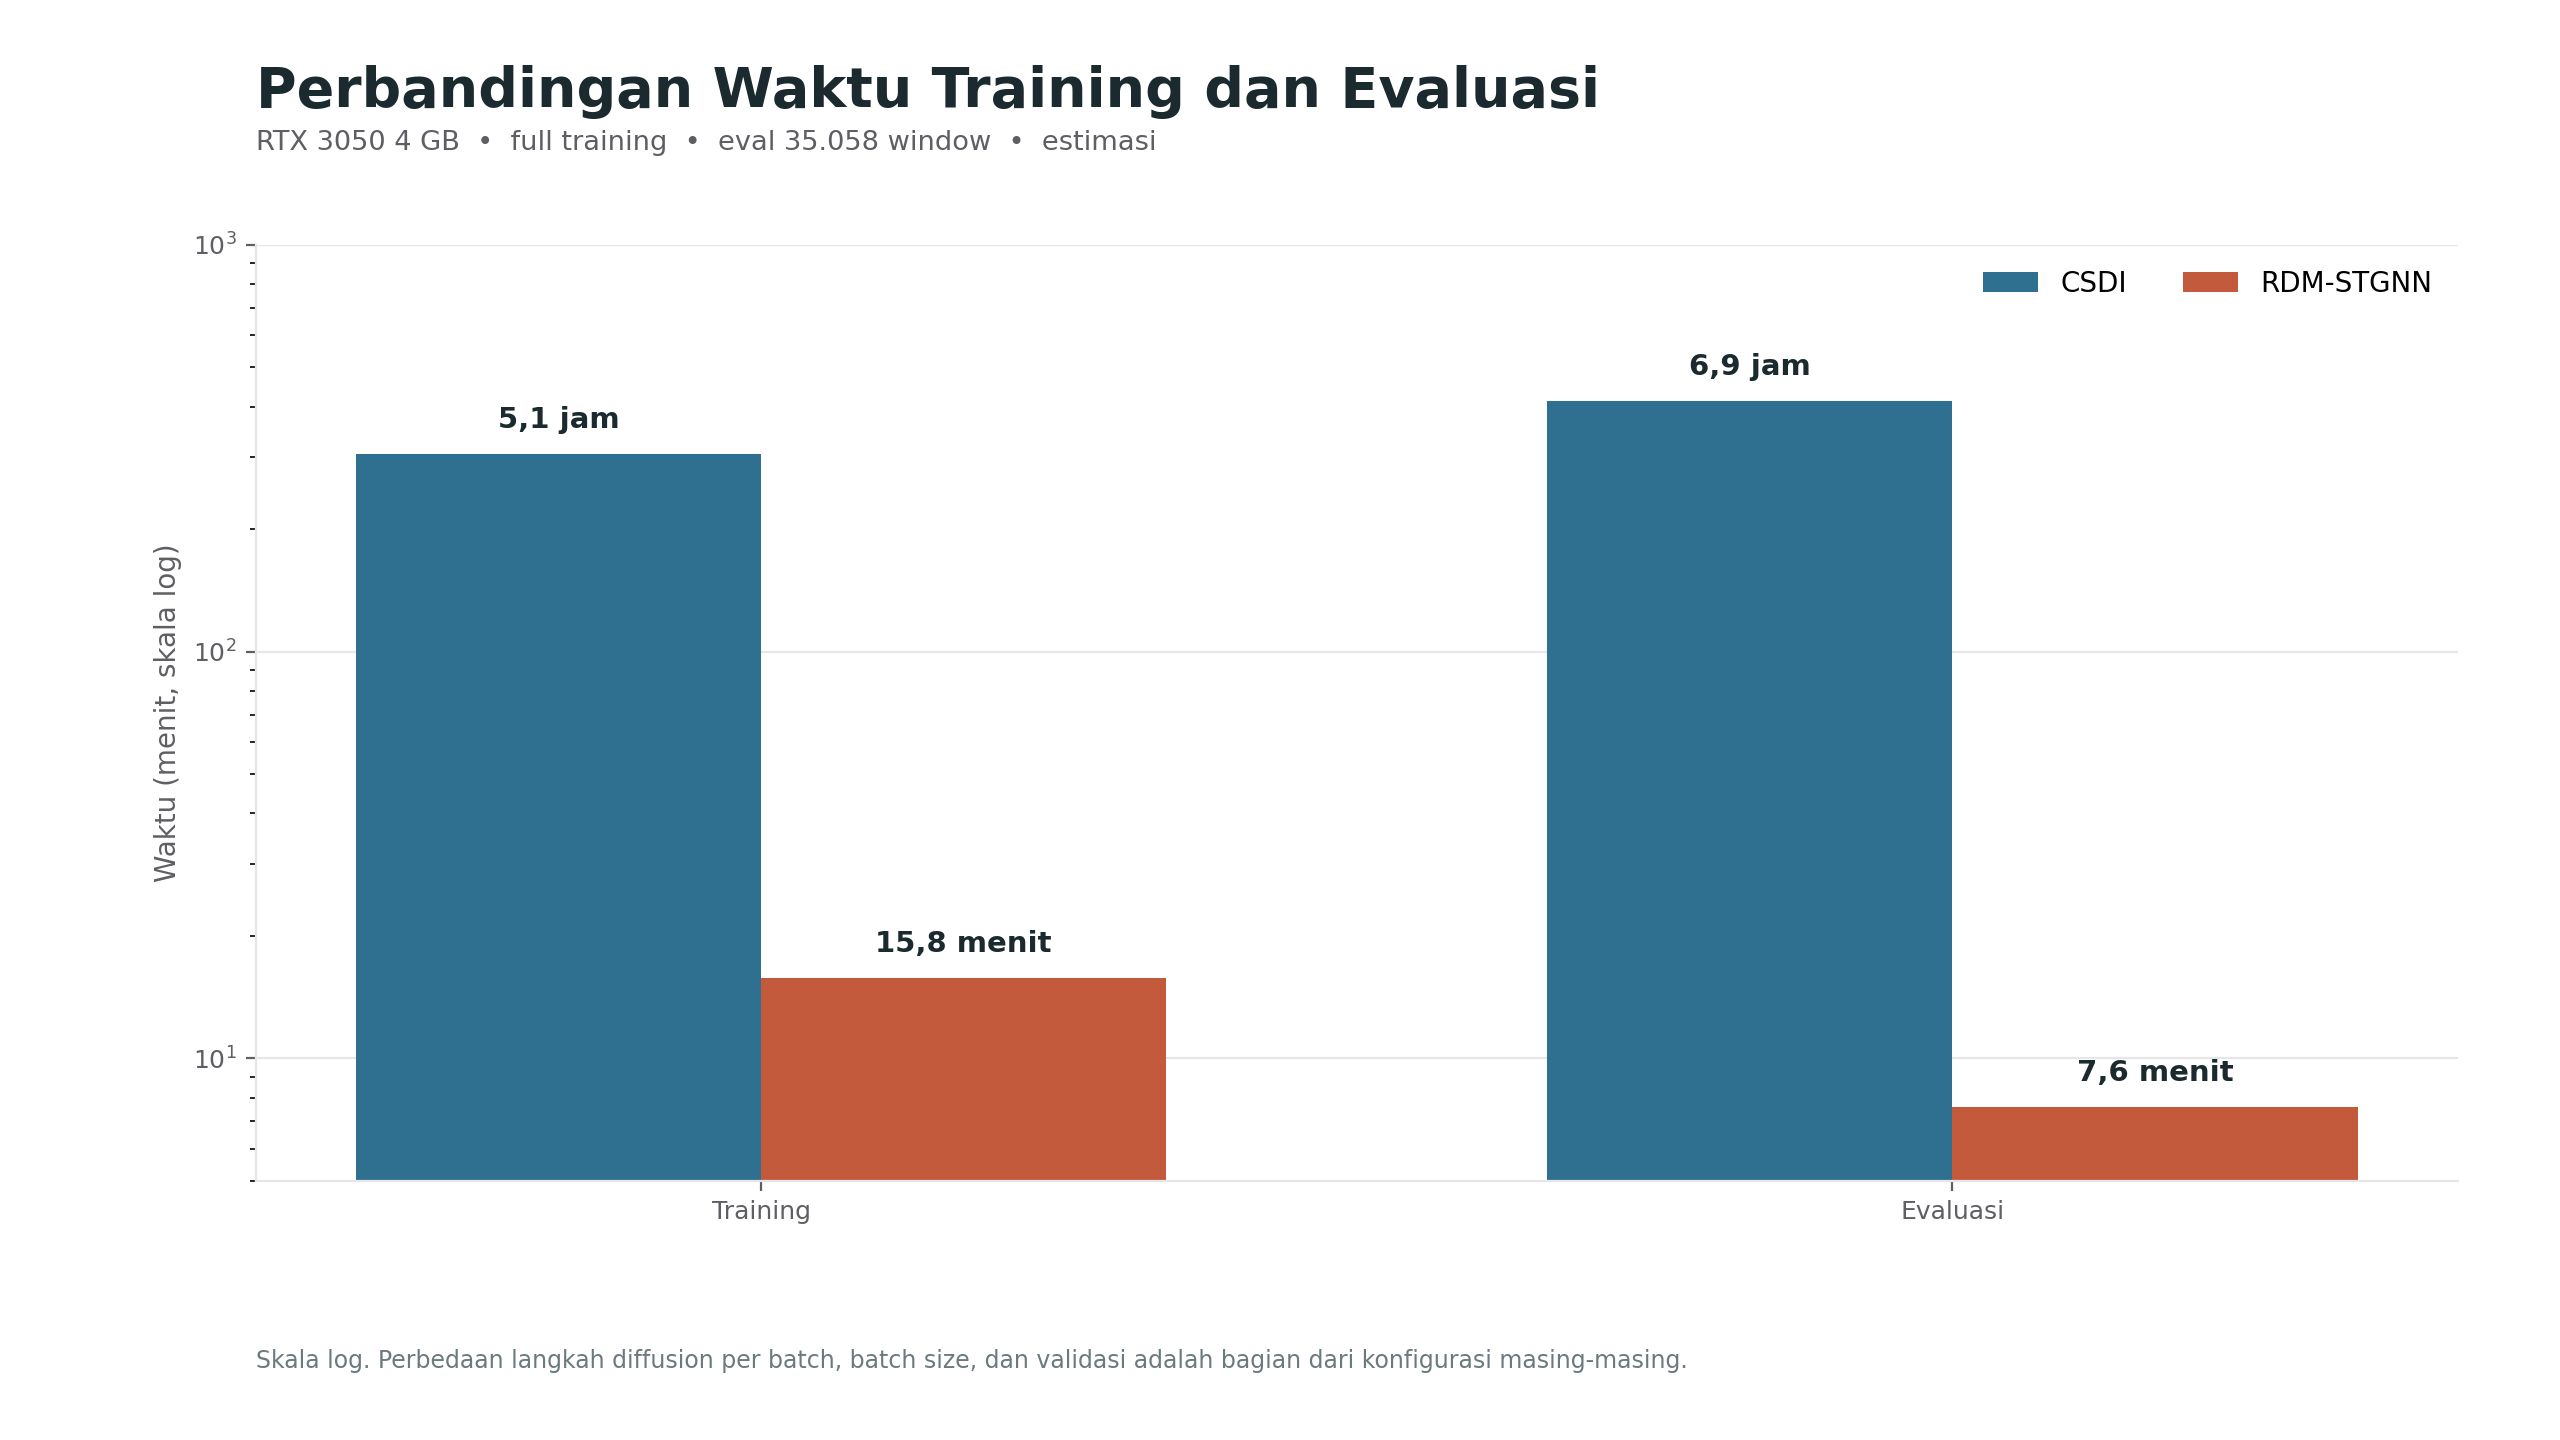 Perbandingan Waktu Training dan Evaluasi
RTX 3050 4 GB • full training • eval 35.058 window • estimasi
Waktu (menit, skala log)
10³
10²
10¹
CSDI
RDM-STGNN
5,1 jam
15,8 menit
6,9 jam
7,6 menit
Training
Evaluasi
Skala log. Perbedaan langkah diffusion per batch, batch size, dan validasi adalah bagian dari konfigurasi masing-masing.